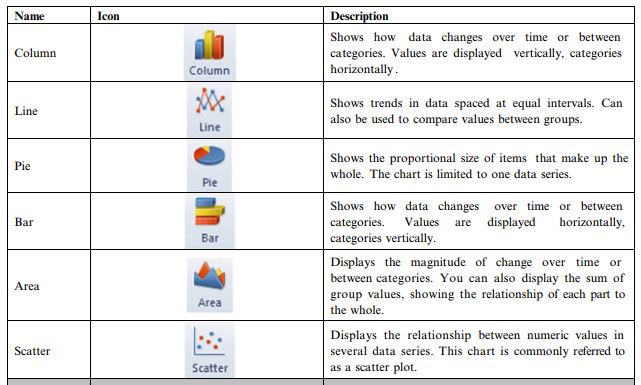 Name Icon Description
Column
Column
Shows how data changes over time or between
categories. Values are displayed vertically, categories
horizontally.
Line
Line
Shows trends in data spaced at equal intervals. Can
also be used to compare values between groups.
Pie
Pie
Shows the proportional size of items that make up the
whole. The chart is limited to one data series.
Bar
Bar
Shows how data changes over time or between
categories. Values are displayed horizontally,
categories vertically.
Area
Area
Displays the magnitude of change over time or
between categories. You can also display the sum of
group values, showing the relationship of each part to
the whole.
Scatter
Scatter
Displays the relationship between numeric values in
several data series. This chart is commonly referred to
as a scatter plot.